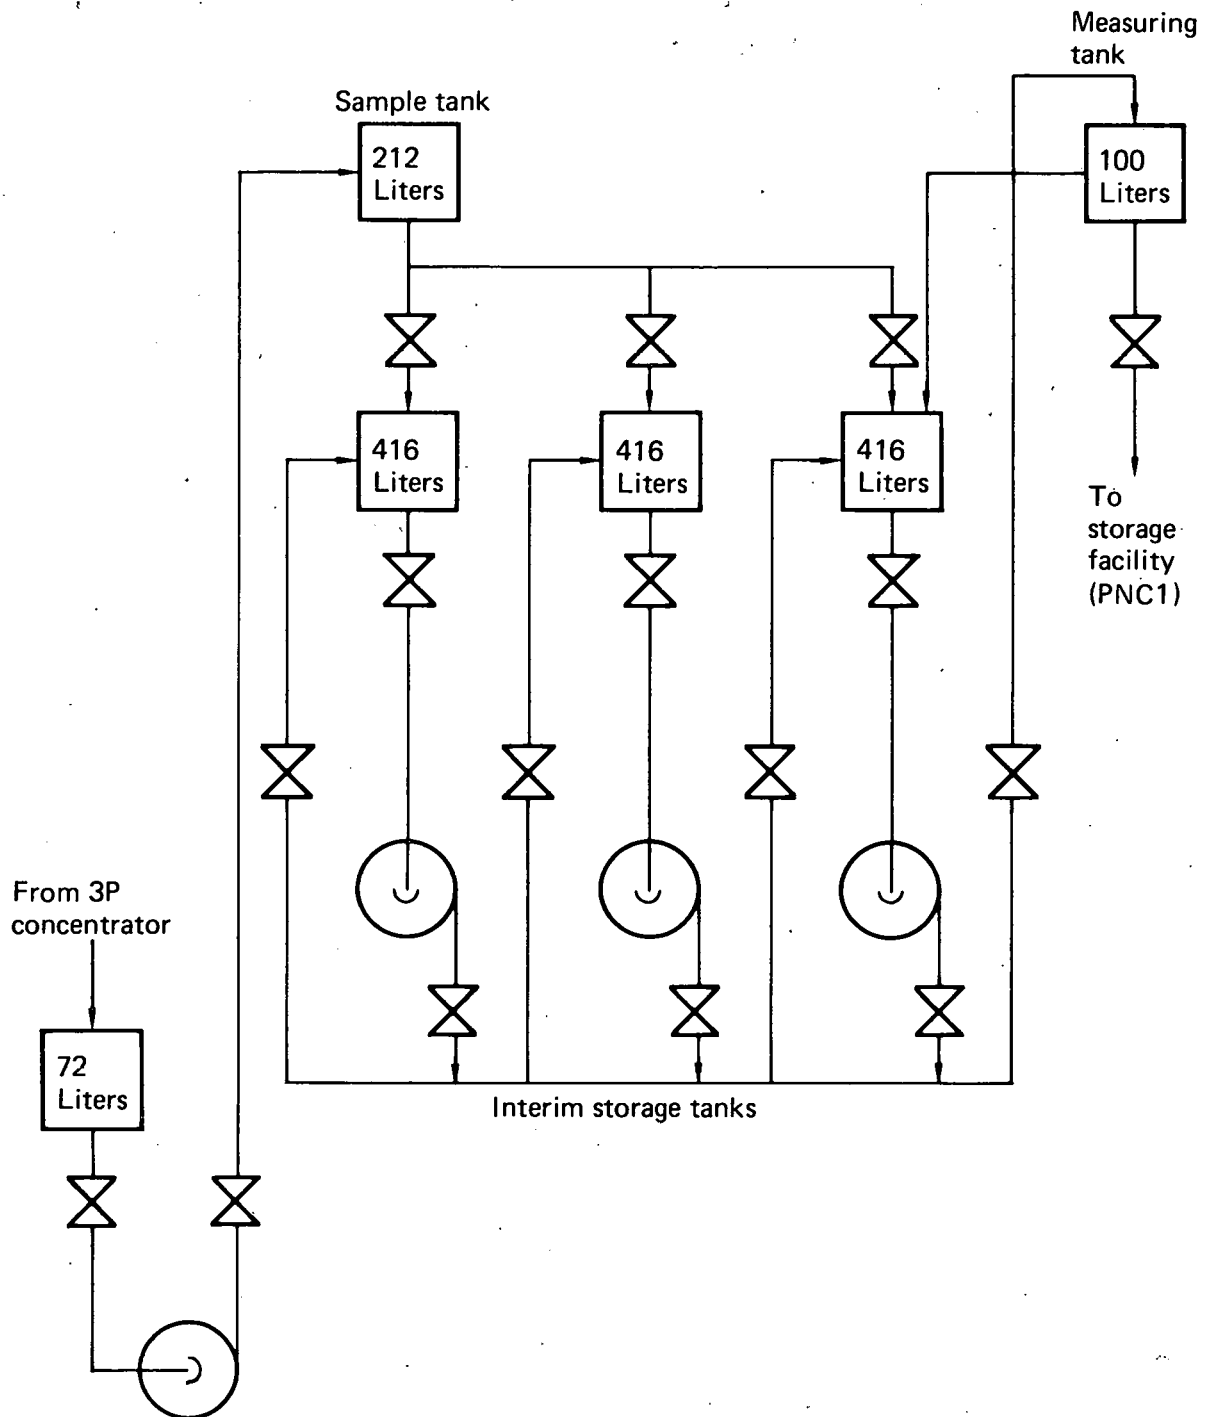 Measuring
tank
Sample tank
212
Liters
100
Liters
416
Liters
416
Liters
416
Liters
To
storage
facility
(PNC1)
From 3P
concentrator
72
Liters
Interim storage tanks